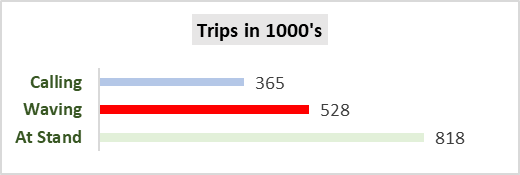 Trips in 1000's
Calling 365
Waving 528
At Stand 818